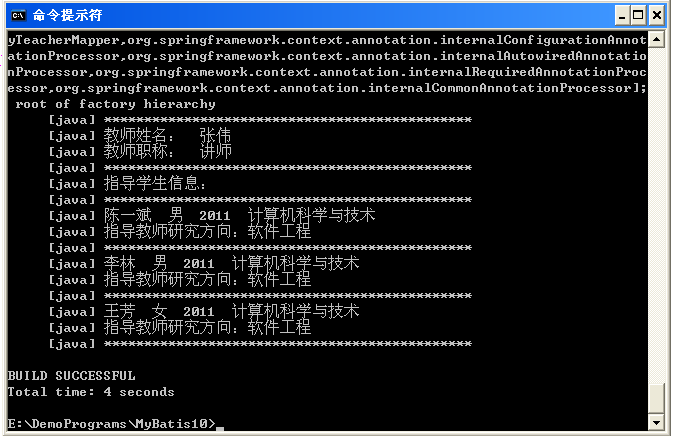 命令提示符
yTeacherMapper,org.springframework.context.annotation.internalConfigurationAnnot
ationProcessor,org.springframework.context.annotation.internalAutowiredAnnotatio
nProcessor,org.springframework.context.annotation.internalRequiredAnnotationProc
essor,org.springframework.context.annotation.internalCommonAnnotationProcessor];
root of factory hierarchy
[java] **********************************************
[java] 教师姓名： 张伟
[java] 教师职称： 讲师
[java] **********************************************
[java] 指导学生信息：
[java] **********************************************
[java] 陈一斌 男 2011 计算机科学与技术
[java] 指导教师研究方向：软件工程
[java] **********************************************
[java] 李林 男 2011 计算机科学与技术
[java] 指导教师研究方向：软件工程
[java] **********************************************
[java] 王芳 女 2011 计算机科学与技术
[java] 指导教师研究方向：软件工程
[java] **********************************************
BUILD SUCCESSFUL
Total time: 4 seconds
E:\DemoPrograms\MyBatis10>_